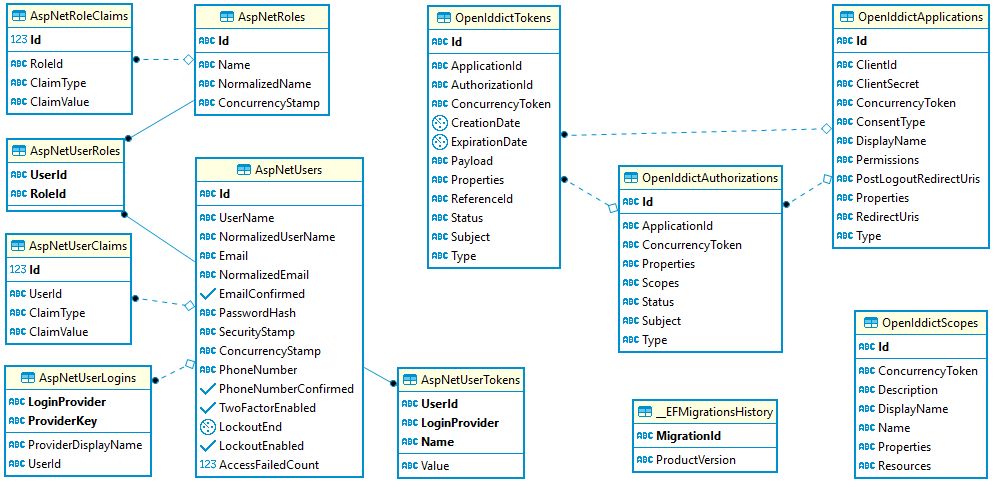 AspNetRoleClaims
123 Id
ABC RoleId
ABC ClaimType
ABC ClaimValue
AspNetRoles
ABC Id
ABC Name
ABC NormalizedName
ABC ConcurrencyStamp
AspNetUserRoles
ABC UserId
ABC RoleId
AspNetUserClaims
123 Id
ABC UserId
ABC ClaimType
ABC ClaimValue
AspNetUserLogins
ABC LoginProvider
ABC ProviderKey
ABC ProviderDisplayName
ABC UserId
AspNetUsers
ABC Id
ABC UserName
ABC NormalizedUserName
ABC Email
ABC NormalizedEmail
EmailConfirmed
ABC PasswordHash
ABC SecurityStamp
ABC ConcurrencyStamp
ABC PhoneNumber
PhoneNumberConfirmed
TwoFactorEnabled
LockoutEnd
LockoutEnabled
123 AccessFailedCount
AspNetUserTokens
ABC UserId
ABC LoginProvider
ABC Name
ABC Value
OpenIddictTokens
ABC Id
ABC ApplicationId
ABC AuthorizationId
ABC ConcurrencyToken
CreationDate
ExpirationDate
ABC Payload
ABC Properties
ABC ReferenceId
ABC Status
ABC Subject
ABC Type
OpenIddictAuthorizations
ABC Id
ABC ApplicationId
ABC ConcurrencyToken
ABC Properties
ABC Scopes
ABC Status
ABC Subject
ABC Type
OpenIddictApplications
ABC Id
ABC ClientId
ABC ClientSecret
ABC ConcurrencyToken
ABC ConsentType
ABC DisplayName
ABC Permissions
ABC PostLogoutRedirectUris
ABC Properties
ABC RedirectUris
ABC Type
__EFMigrationsHistory
ABC MigrationId
ABC ProductVersion
OpenIddictScopes
ABC Id
ABC ConcurrencyToken
ABC Description
ABC DisplayName
ABC Name
ABC Properties
ABC Resources